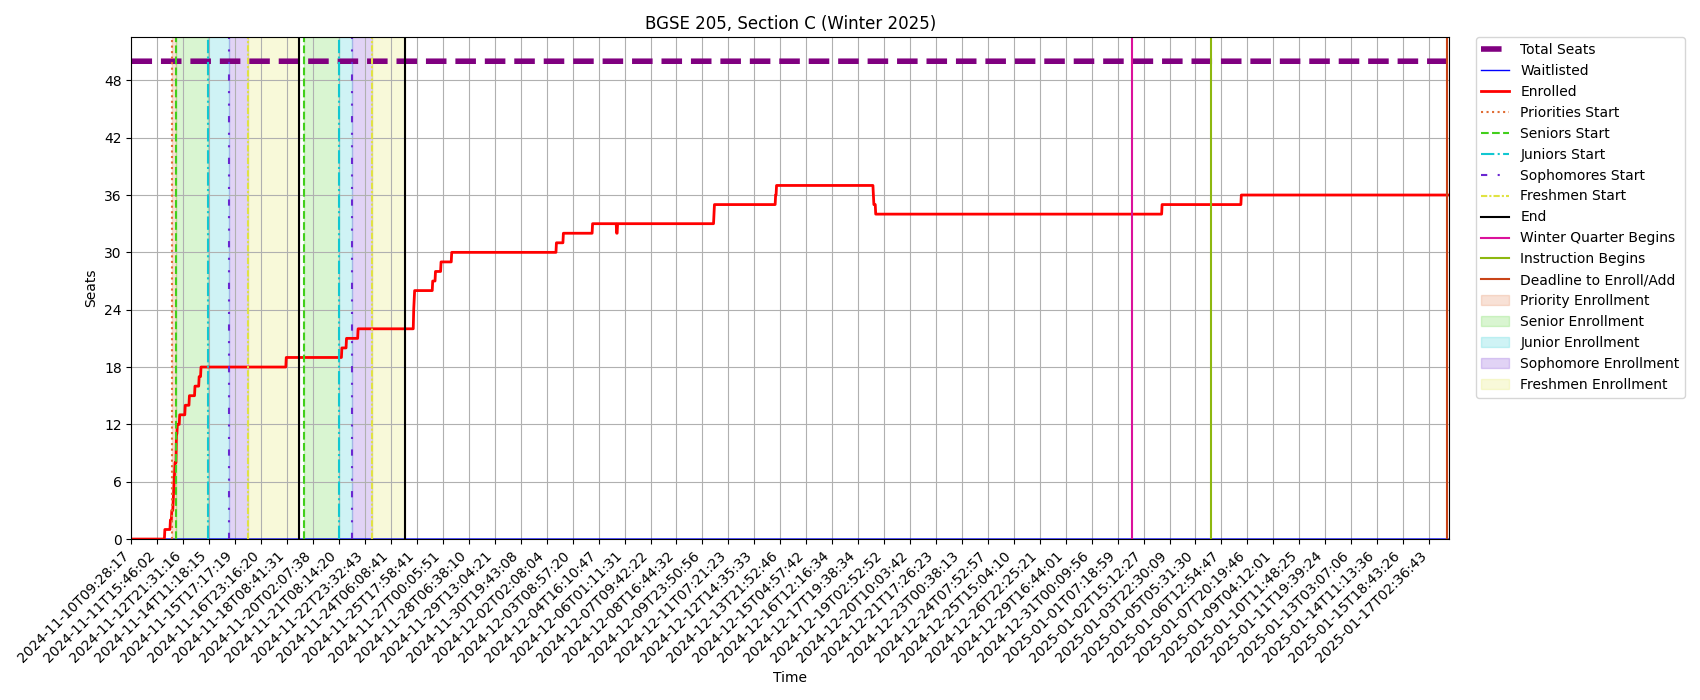 BGSE 205, Section C (Winter 2025)
Seats
48
42
36
30
24
18
12
6
0
2024-11-10T09:28:17
2024-11-11T15:46:02
2024-11-12T21:31:16
2024-11-14T11:18:15
2024-11-15T17:17:19
2024-11-16T23:16:20
2024-11-18T08:41:31
2024-11-20T02:07:38
2024-11-21T08:14:20
2024-11-22T23:32:43
2024-11-24T06:08:41
2024-11-25T17:58:41
2024-11-27T00:05:51
2024-11-28T06:38:10
2024-11-29T13:04:21
2024-11-30T19:43:08
2024-12-02T02:08:04
2024-12-03T08:57:20
2024-12-04T16:10:47
2024-12-06T01:11:31
2024-12-07T09:42:22
2024-12-08T16:44:32
2024-12-09T23:50:56
2024-12-11T07:21:23
2024-12-12T14:35:33
2024-12-13T21:52:46
2024-12-15T04:57:42
2024-12-16T12:16:34
2024-12-17T19:38:34
2024-12-19T02:52:52
2024-12-20T10:03:42
2024-12-21T17:26:23
2024-12-23T00:38:13
2024-12-24T07:52:57
2024-12-25T15:04:10
2024-12-26T22:25:21
2024-12-29T16:44:01
2024-12-31T00:09:56
2025-01-01T07:18:59
2025-01-02T15:12:27
2025-01-03T22:30:09
2025-01-05T05:31:30
2025-01-06T12:54:47
2025-01-07T20:19:46
2025-01-09T04:12:01
2025-01-10T11:48:25
2025-01-11T19:39:24
2025-01-13T03:07:06
2025-01-14T11:13:36
2025-01-15T18:43:26
2025-01-17T02:36:43
Time
Total Seats
Waitlisted
Enrolled
Priorities Start
Seniors Start
Juniors Start
Sophomores Start
Freshmen Start
End
Winter Quarter Begins
Instruction Begins
Deadline to Enroll/Add
Priority Enrollment
Senior Enrollment
Junior Enrollment
Sophomore Enrollment
Freshmen Enrollment